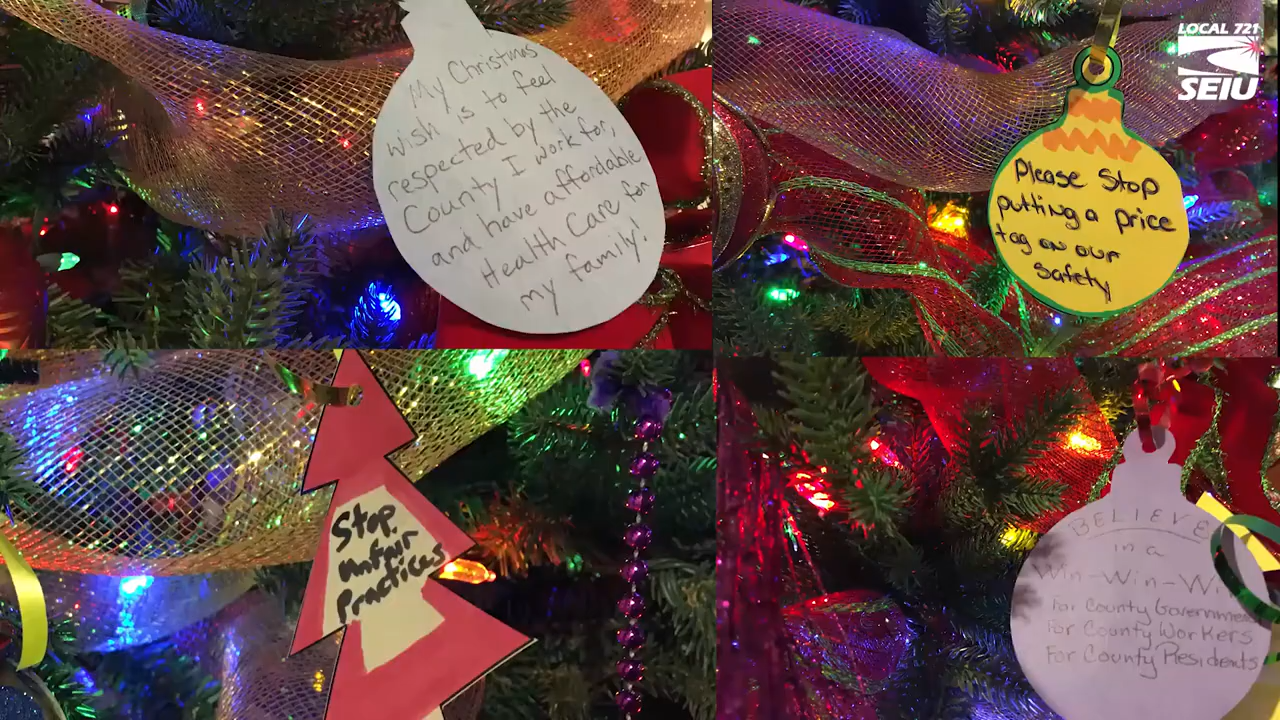 My Christmas
wish is to feel
respected by the
County I work for,
and have affordable
Health Care for
my family!
LOCAL 721
SEIU
Please Stop
putting a price
tag on our
Safety
Stop
unfair
Practices
BELIEVE
in a
Win-Win-Win
For County Government
For County Workers
For County Residents